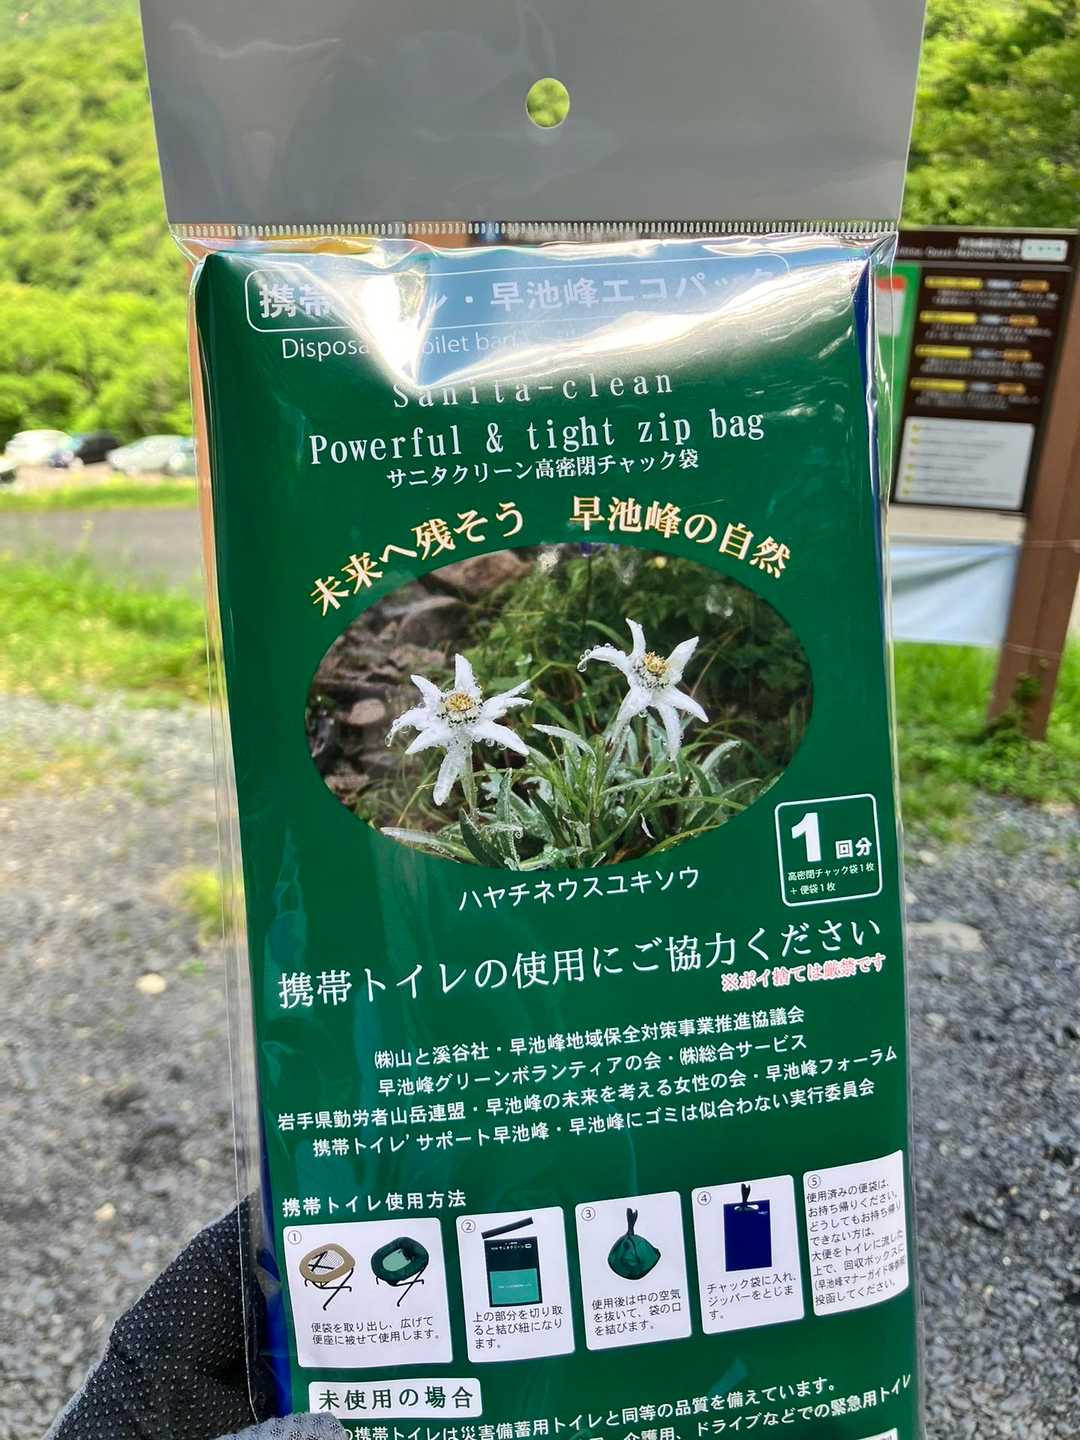 携帯 ・早池峰エコパック
Disposa toilet bag
Sanita-clean
Powerful & tight zip bag
サニタクリーン高密閉チャック袋
未来へ残そう 早池峰の自然
ハヤチネウスユキソウ
1回分
高密閉チャック袋1枚
+ 便袋1枚
携帯トイレの使用にご協力ください
※ポイ捨ては厳禁です
㈱山と溪谷社・早池峰地域保全対策事業推進協議会
早池峰グリーンボランティアの会・㈱総合サービス
岩手県勤労者山岳連盟・早池峰の未来を考える女性の会・早池峰フォーラム
携帯トイレ'サポート早池峰・早池峰にゴミは似合わない実行委員会
携帯トイレ使用方法
①
便袋を取り出し、広げて
便座に被せて使用します。
②
上の部分を切り取
ると結び紐になり
ます。
③
使用後は中の空気
を抜いて、袋の口
を結びます。
④
チャック袋に入れ、
ジッパーをとじま
す。
⑤
使用済みの便袋は、
お持ち帰りください。
どうしてもお持ち帰り
できない方は、
大便をトイレに流した
上で、回収ボックスに
(早池峰マナーガイド等参照)
投函してください。
未使用の場合
の携帯トイレは災害備蓄用トイレと同等の品質を備えています。
介護用、ドライブなどでの緊急用トイレ